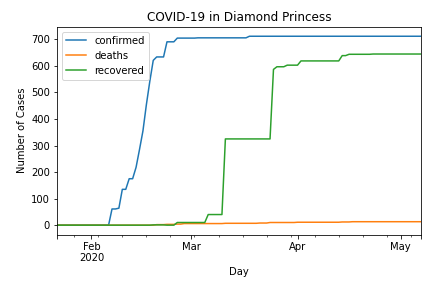 COVID-19 in Diamond Princess
confirmed
deaths
recovered
Number of Cases
700
600
500
400
300
200
100
0
Feb
2020
Mar
Apr
May
Day